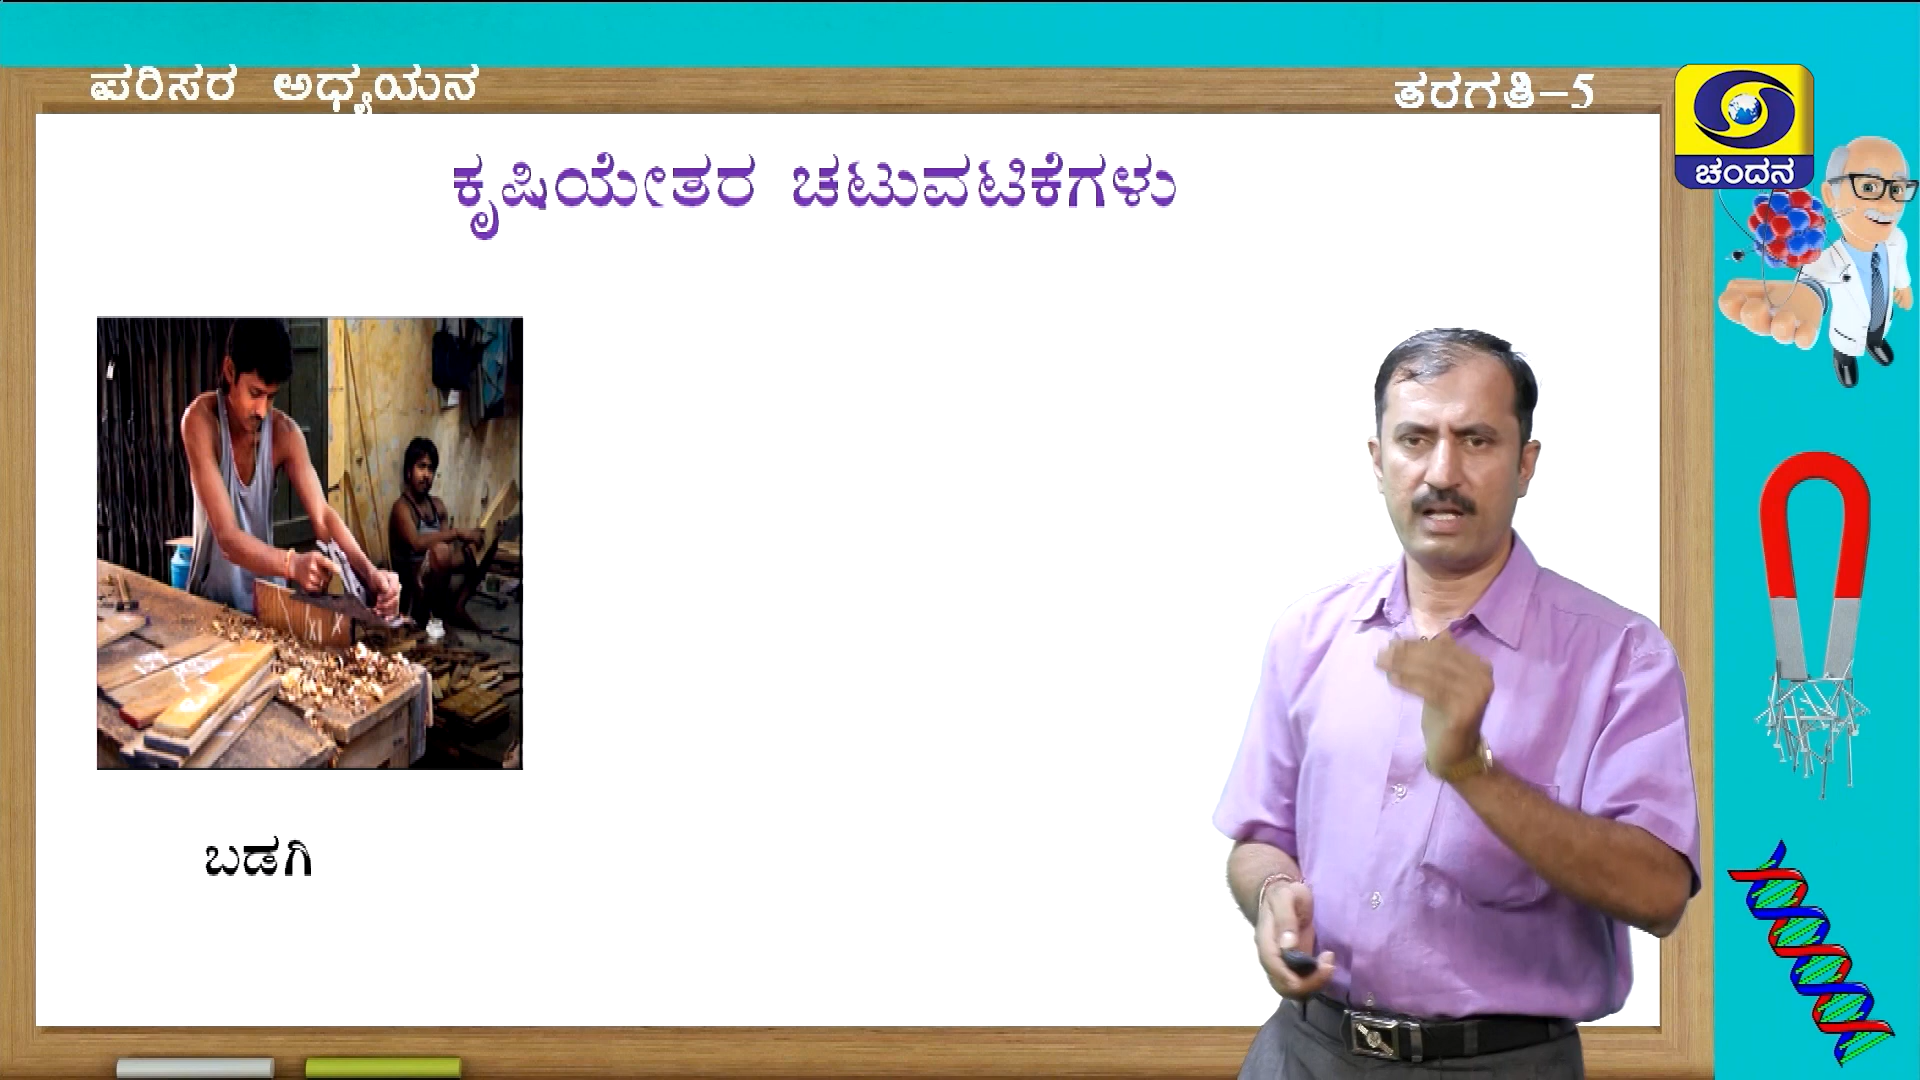 ಪರಿಸರ ಅಧ್ಯಯನ
ತರಗತಿ-5
ಚಂದನ
ಕೃಷಿಯೇತರ ಚಟುವಟಿಕೆಗಳು
ಬಡಗಿ